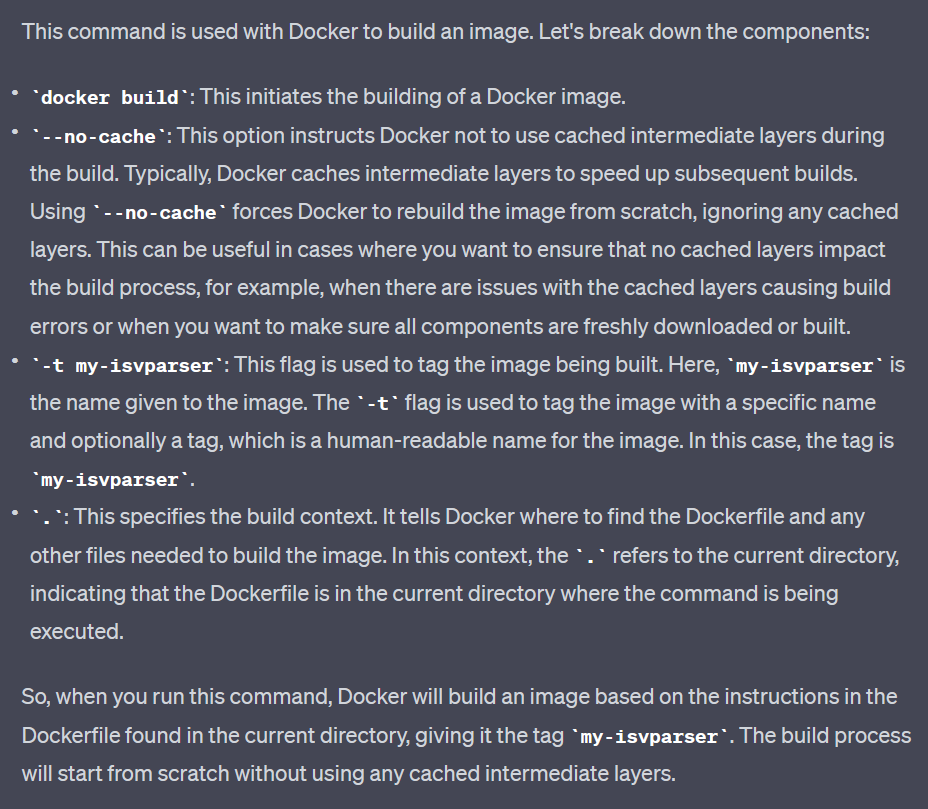 This command is used with Docker to build an image. Let's break down the components:
• `docker build`: This initiates the building of a Docker image.
• `--no-cache`: This option instructs Docker not to use cached intermediate layers during
the build. Typically, Docker caches intermediate layers to speed up subsequent builds.
Using `--no-cache` forces Docker to rebuild the image from scratch, ignoring any cached
layers. This can be useful in cases where you want to ensure that no cached layers impact
the build process, for example, when there are issues with the cached layers causing build
errors or when you want to make sure all components are freshly downloaded or built.
• `-t my-isvparser`: This flag is used to tag the image being built. Here, `my-isvparser` is
the name given to the image. The `-t` flag is used to tag the image with a specific name
and optionally a tag, which is a human-readable name for the image. In this case, the tag is
`my-isvparser`.
• `.`: This specifies the build context. It tells Docker where to find the Dockerfile and any
other files needed to build the image. In this context, the `.` refers to the current directory,
indicating that the Dockerfile is in the current directory where the command is being
executed.
So, when you run this command, Docker will build an image based on the instructions in the
Dockerfile found in the current directory, giving it the tag `my-isvparser`. The build process
will start from scratch without using any cached intermediate layers.